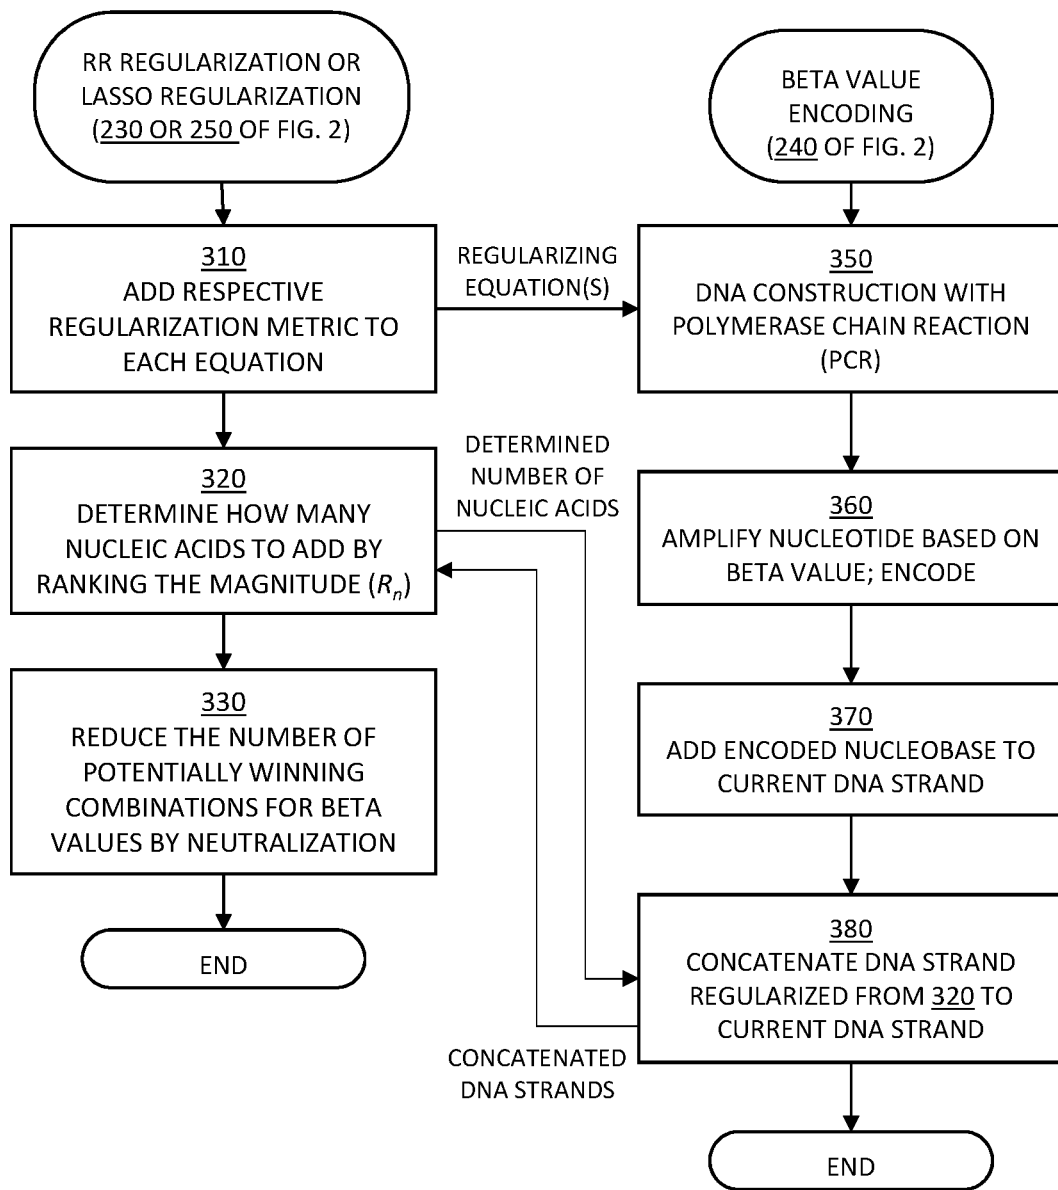 RR REGULARIZATION OR
LASSO REGULARIZATION
(230 OR 250 OF FIG. 2)
310
ADD RESPECTIVE
REGULARIZATION METRIC TO
EACH EQUATION
320
DETERMINE HOW MANY
NUCLEIC ACIDS TO ADD BY
RANKING THE MAGNITUDE (Rn)
330
REDUCE THE NUMBER OF
POTENTIALLY WINNING
COMBINATIONS FOR BETA
VALUES BY NEUTRALIZATION
END
REGULARIZING
EQUATION(S)
DETERMINED
NUMBER OF
NUCLEIC ACIDS
CONCATENATED
DNA STRANDS
BETA VALUE
ENCODING
(240 OF FIG. 2)
350
DNA CONSTRUCTION WITH
POLYMERASE CHAIN REACTION
(PCR)
360
AMPLIFY NUCLEOTIDE BASED ON
BETA VALUE; ENCODE
370
ADD ENCODED NUCLEOBASE TO
CURRENT DNA STRAND
380
CONCATENATE DNA STRAND
REGULARIZED FROM 320 TO
CURRENT DNA STRAND
END